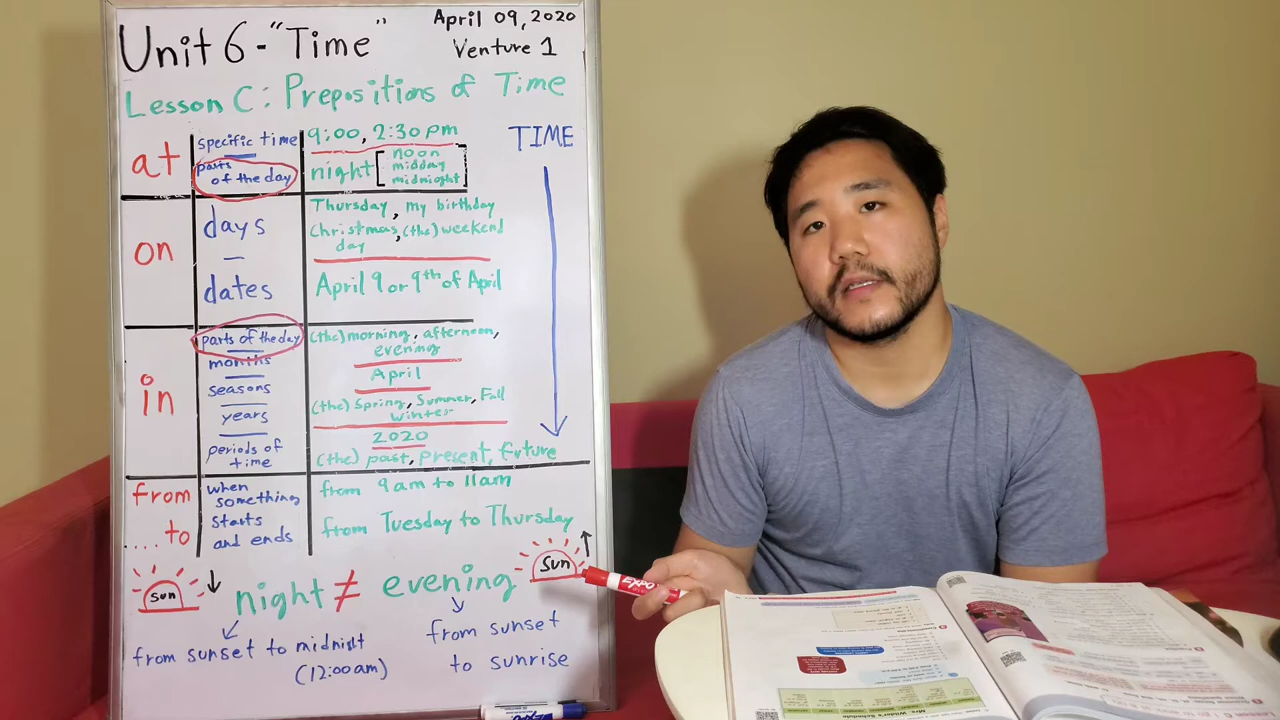 Unit 6 - "Time"
April 09, 2020
Venture 1
Lesson C: Prepositions of Time
at
specific time
9:00, 2:30 pm
TIME
parts
of the day
night
noon
midday
midnight
on
days
Thursday, my birthday
Christmas, (the) weekend
day
–
dates
April 9 or 9th of April
in
parts of the day
(the) morning, afternoon,
evening
months
April
seasons
(the) Spring, Summer, Fall
Winter
years
2020
periods of
time
(the) past, present, future
from
.... to
when
something
starts
and ends
from 9am to 11am
from Tuesday to Thursday
Sun
night ≠ evening
Sun
from sunset to midnist
(12:00am)
from sunset
to sunrise
EXPO
Mrs. Wilder's Schedule